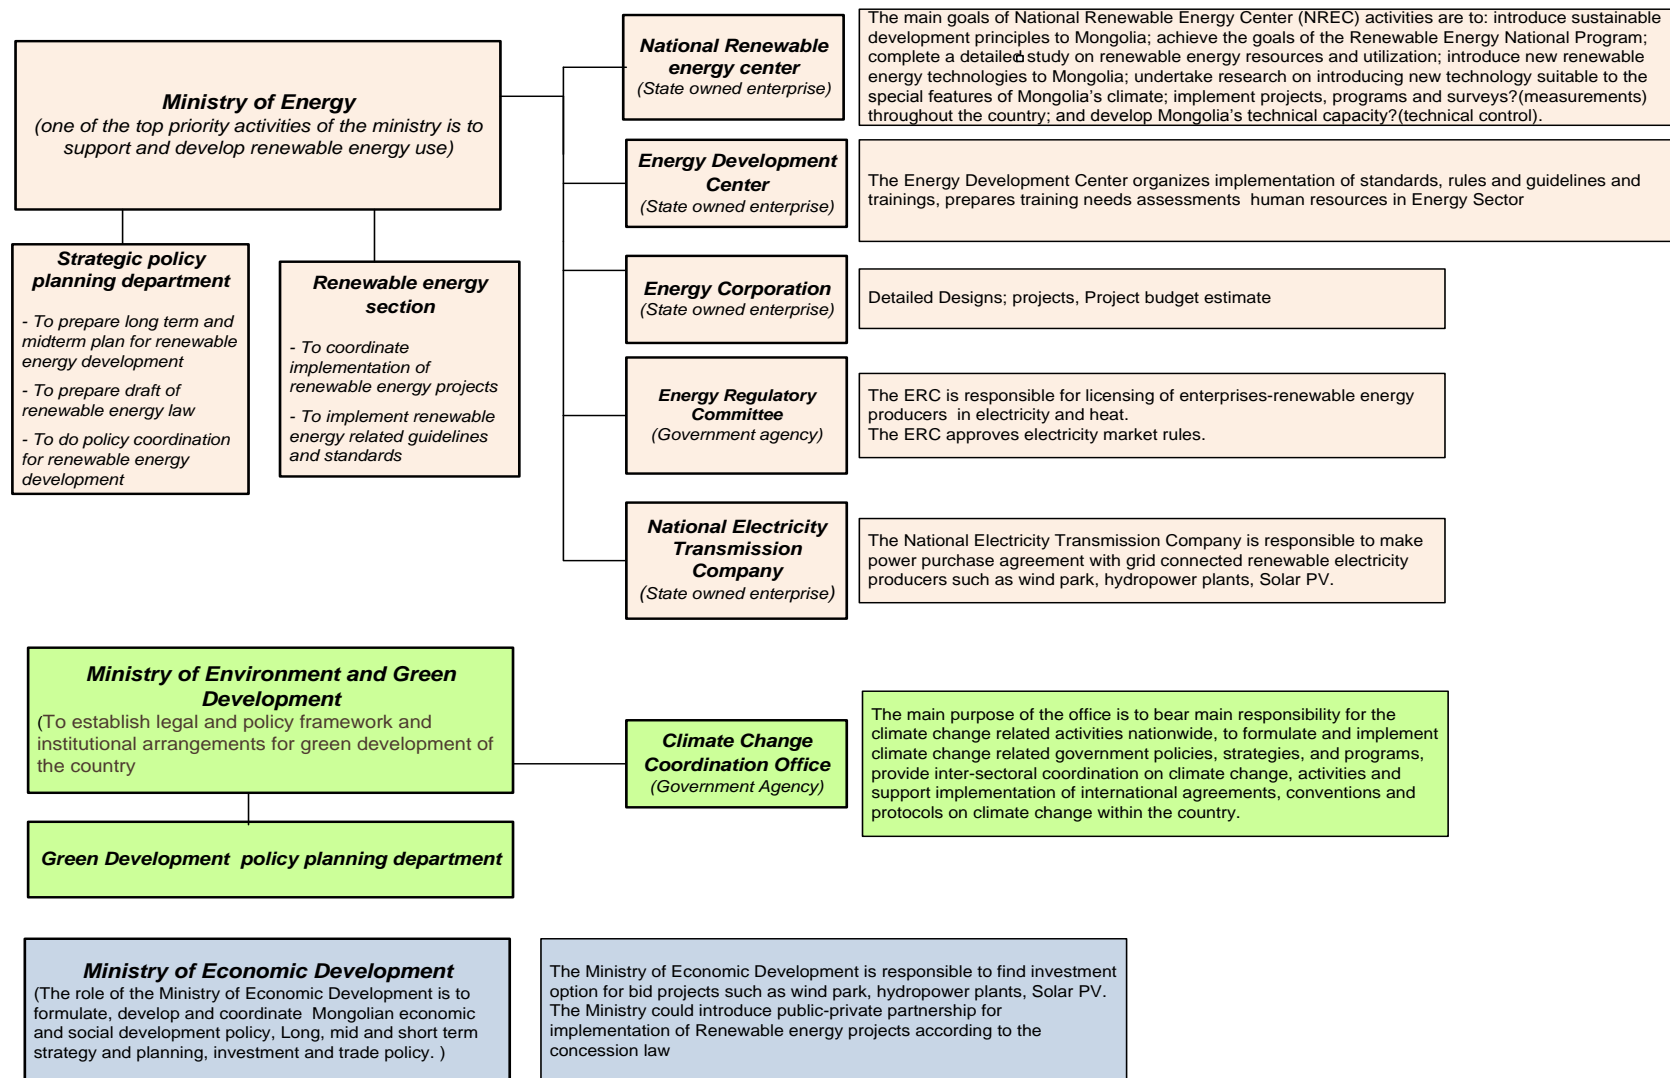 Ministry of Energy
(one of the top priority activities of the ministry is to
support and develop renewable energy use)
Strategic policy
planning department
- To prepare long term and
midterm plan for renewable
energy development
- To prepare draft of
renewable energy law
- To do policy coordination
for renewable energy
development
Renewable energy
section
- To coordinate
implementation of
renewable energy projects
- To implement renewable
energy related guidelines
and standards
National Renewable
energy center
(State owned enterprise)
The main goals of National Renewable Energy Center (NREC) activities are to: introduce sustainable
development principles to Mongolia; achieve the goals of the Renewable Energy National Program;
complete a detailed study on renewable energy resources and utilization; introduce new renewable
energy technologies to Mongolia; undertake research on introducing new technology suitable to the
special features of Mongolia's climate; implement projects, programs and surveys?(measurements)
throughout the country; and develop Mongolia's technical capacity?(technical control).
Energy Development
Center
(State owned enterprise)
The Energy Development Center organizes implementation of standards, rules and guidelines and
trainings, prepares training needs assessments  human resources in Energy Sector
Energy Corporation
(State owned enterprise)
Detailed Designs; projects, Project budget estimate
Energy Regulatory
Committee
(Government agency)
The ERC is responsible for licensing of enterprises-renewable energy
producers  in electricity and heat.
The ERC approves electricity market rules.
National Electricity
Transmission
Company
(State owned enterprise)
The National Electricity Transmission Company is responsible to make
power purchase agreement with grid connected renewable electricity
producers such as wind park, hydropower plants, Solar PV.
Ministry of Environment and Green
Development
(To establish legal and policy framework and
institutional arrangements for green development of
the country
Green Development  policy planning department
Climate Change
Coordination Office
(Government Agency)
The main purpose of the office is to bear main responsibility for the
climate change related activities nationwide, to formulate and implement
climate change related government policies, strategies, and programs,
provide inter-sectoral coordination on climate change, activities and
support implementation of international agreements, conventions and
protocols on climate change within the country.
Ministry of Economic Development
(The role of the Ministry of Economic Development is to
formulate, develop and coordinate  Mongolian economic
and social development policy, Long, mid and short term
strategy and planning, investment and trade policy. )
The Ministry of Economic Development is responsible to find investment
option for bid projects such as wind park, hydropower plants, Solar PV.
The Ministry could introduce public-private partnership for
implementation of Renewable energy projects according to the
concession law